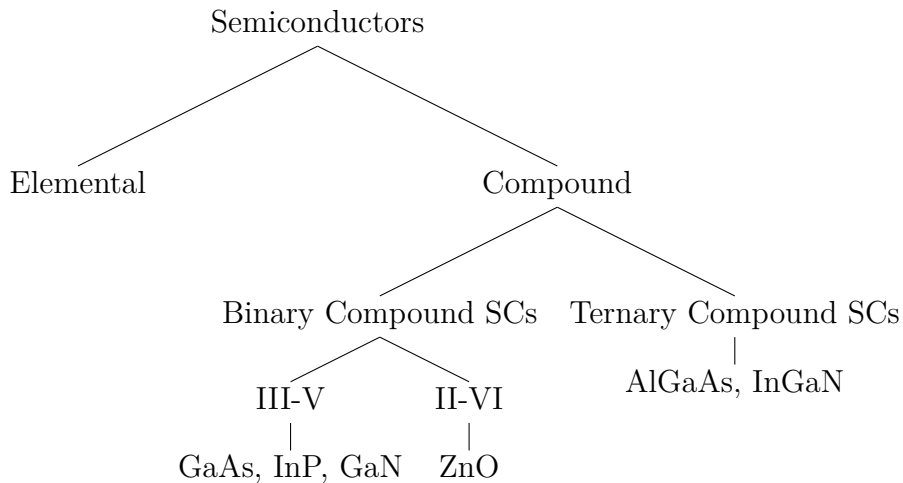 Semiconductors
Elemental
Compound
Binary Compound SCs
Ternary Compound SCs
AlGaAs, InGaN
III-V
II-VI
GaAs, InP, GaN
ZnO